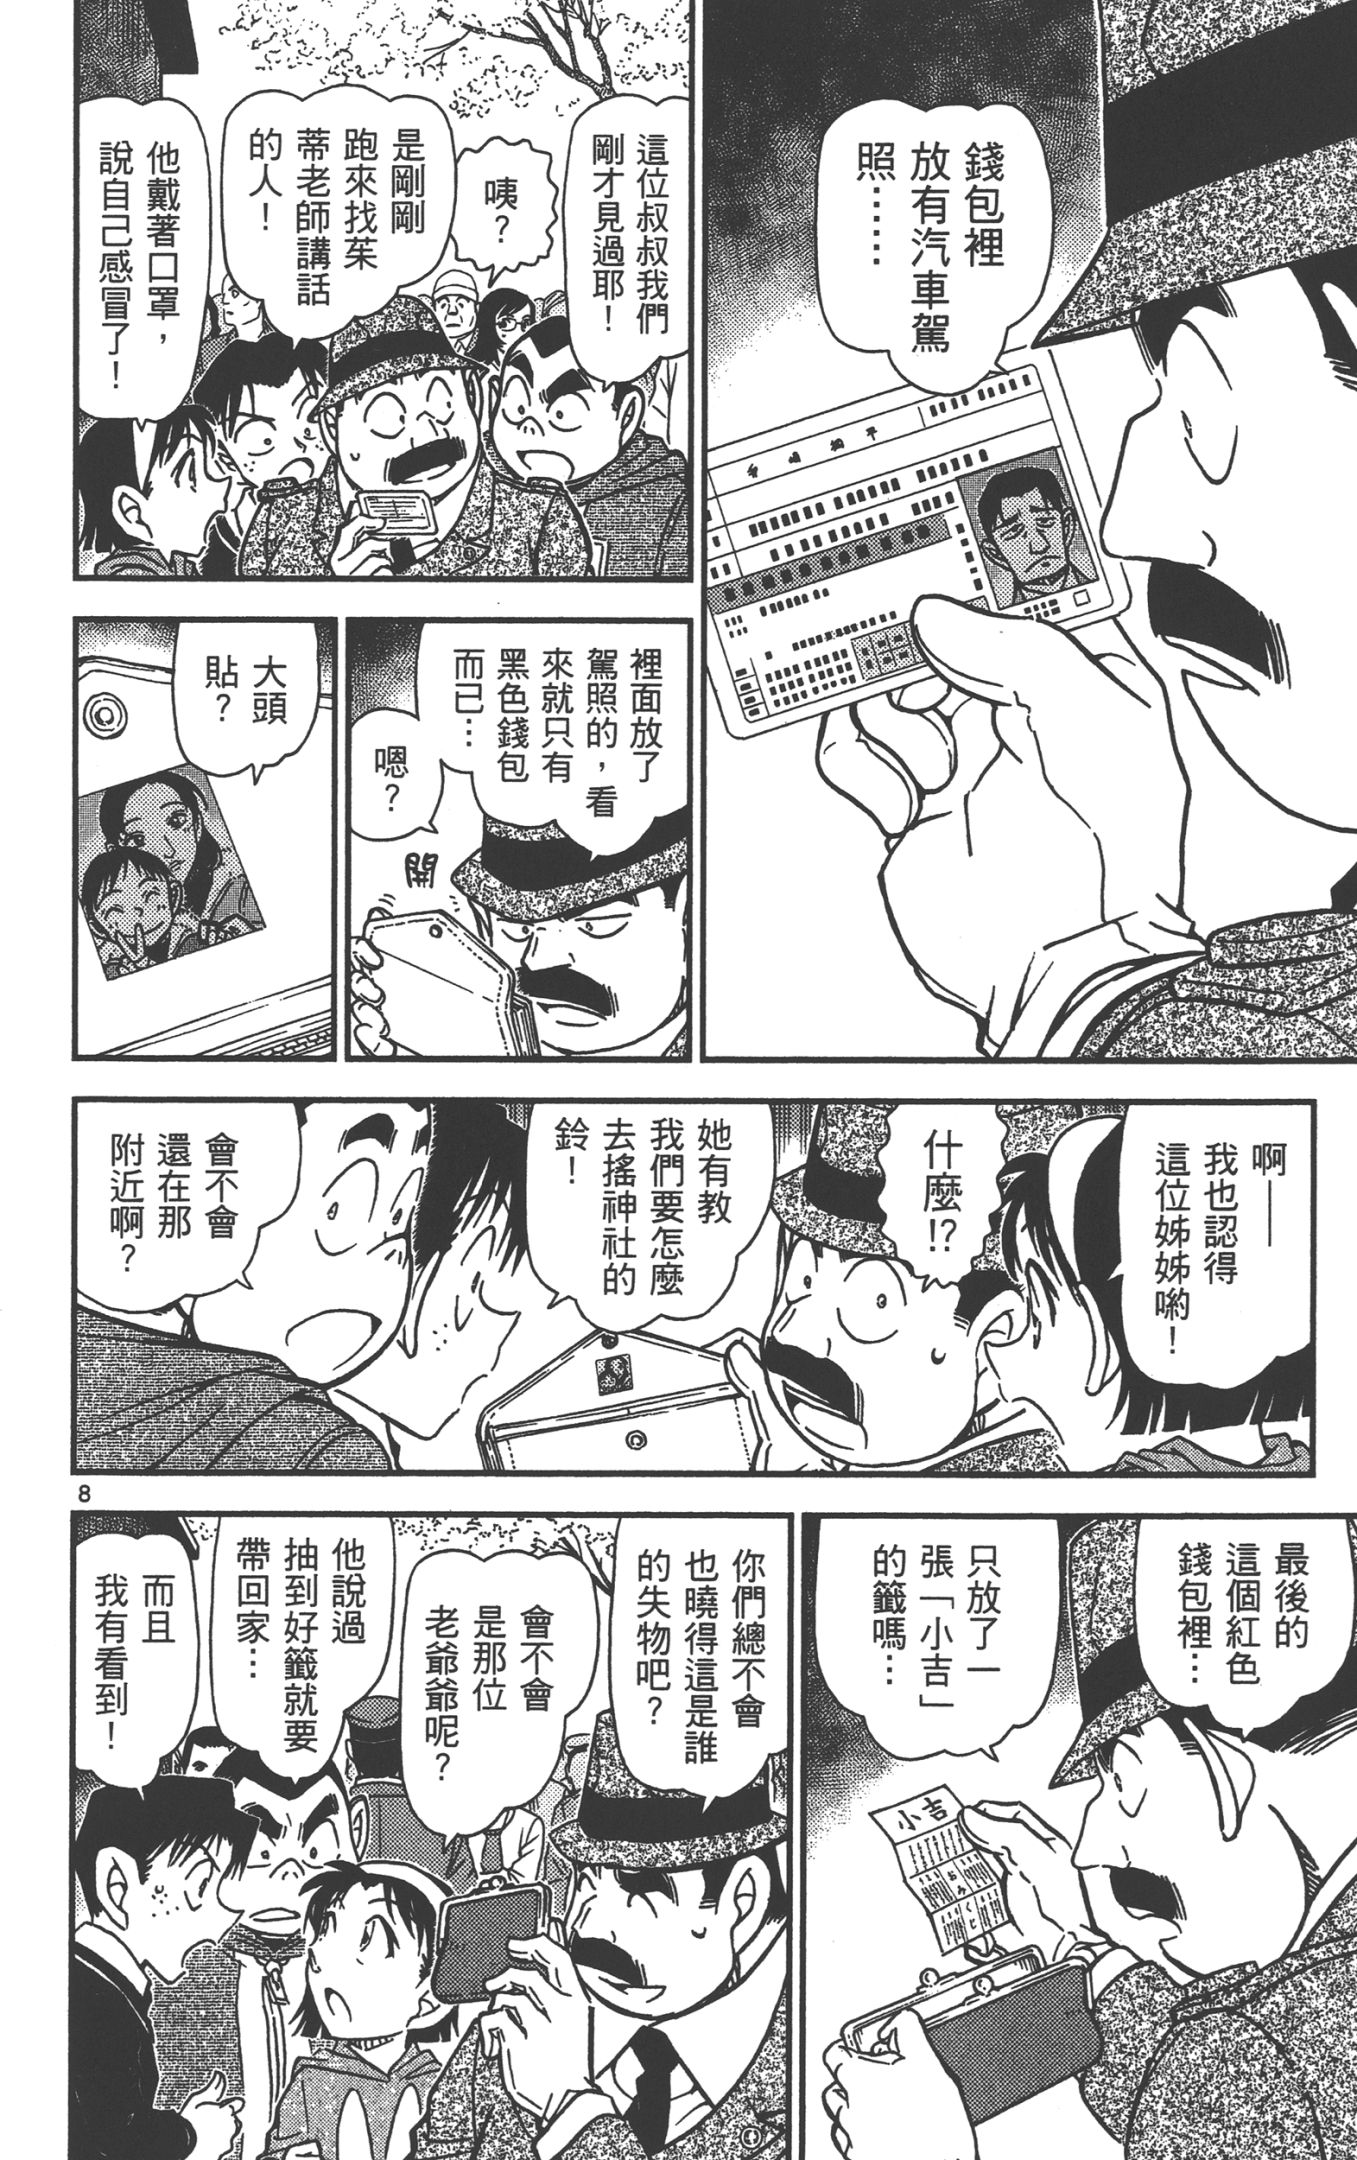 錢包裡
放有汽車駕
照……
這位叔叔我們
剛才見過耶！
咦？
是剛剛
跑來找茱
蒂老師講話
的人！
他戴著口罩，
說自己感冒了！
裡面放了
駕照的，看
來就只有
黑色錢包
而已…
嗯？
開
大頭
貼？
啊——
我也認得
這位姊姊喲！
什麼!?
她有教
我們要怎麼
去搖神社的
鈴！
會不會
還在那
附近啊？
8
最後的
這個紅色
錢包裡…
只放了一
張「小吉」
的籤嗎…
小吉
你們總不會
也曉得這是誰
的失物吧？
會不會
是那位
老爺爺呢？
他說過
抽到好籤就要
帶回家…
而且
我有看到！